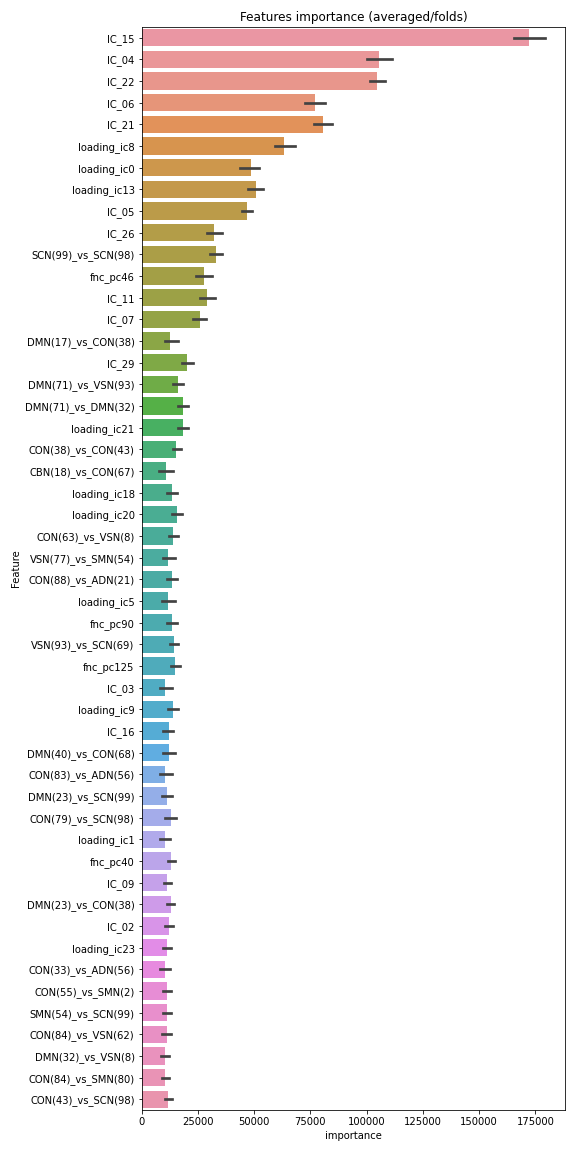 Features importance (averaged/folds)
IC_15
IC_04
IC_22
IC_06
IC_21
loading_ic8
loading_ic0
loading_ic13
IC_05
IC_26
SCN(99)_vs_SCN(98)
fnc_pc46
IC_11
IC_07
DMN(17)_vs_CON(38)
IC_29
DMN(71)_vs_VSN(93)
DMN(71)_vs_DMN(32)
loading_ic21
CON(38)_vs_CON(43)
CBN(18)_vs_CON(67)
loading_ic18
loading_ic20
CON(63)_vs_VSN(8)
VSN(77)_vs_SMN(54)
CON(88)_vs_ADN(21)
loading_ic5
fnc_pc90
VSN(93)_vs_SCN(69)
fnc_pc125
IC_03
loading_ic9
IC_16
DMN(40)_vs_CON(68)
CON(83)_vs_ADN(56)
DMN(23)_vs_SCN(99)
CON(79)_vs_SCN(98)
loading_ic1
fnc_pc40
IC_09
DMN(23)_vs_CON(38)
IC_02
loading_ic23
CON(33)_vs_ADN(56)
CON(55)_vs_SMN(2)
SMN(54)_vs_SCN(99)
CON(84)_vs_VSN(62)
DMN(32)_vs_VSN(8)
CON(84)_vs_SMN(80)
CON(43)_vs_SCN(98)
Feature
0 25000 50000 75000 100000 125000 150000 175000
importance